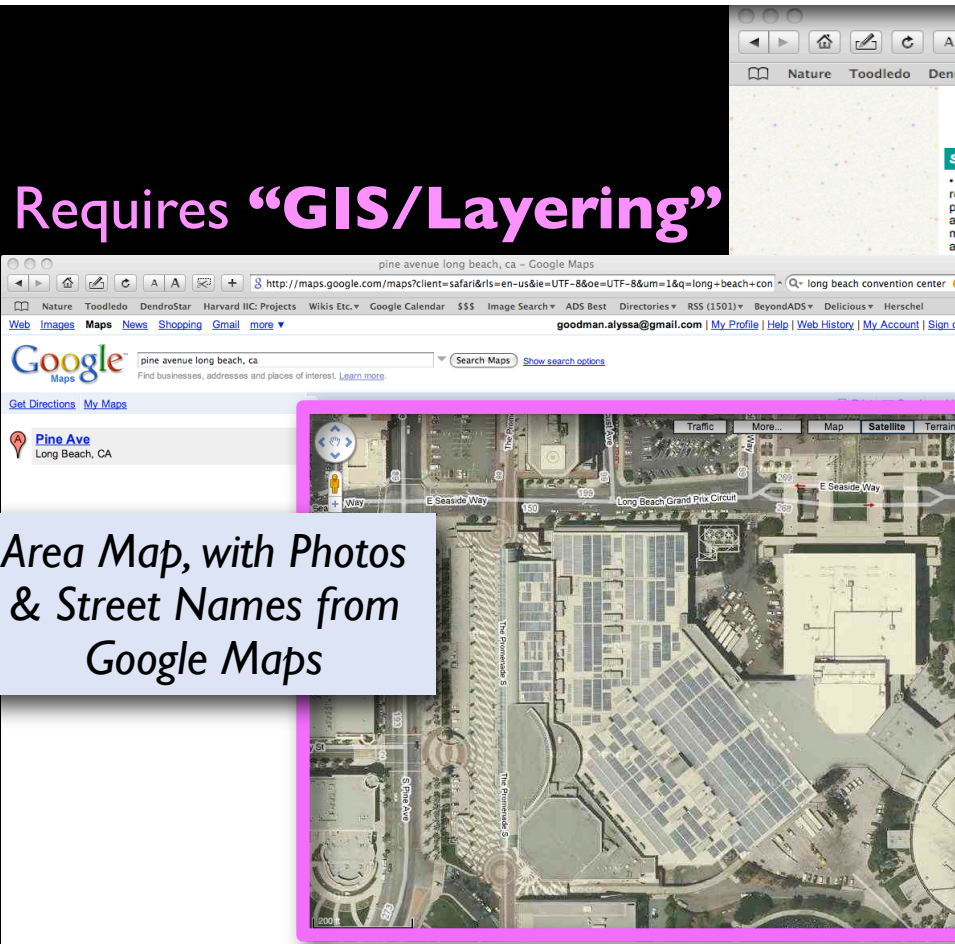 A
Nature Toodledo
Requires “GIS/Layering”
pine avenue long beach, ca – Google Maps
A A + http://maps.google.com/maps?client=safari&rls=en-us&ie=UTF-8&oe=UTF-8&um=1&q=long+beach+con long beach convention center
Nature Toodledo DendroStar Harvard IIC: Projects Wikis Etc.▾ Google Calendar $$$ Image Search▾ ADS Best Directories▾ RSS (1501)▾ BeyondADS▾ Delicious▾ Herschel
Web Images Maps News Shopping Gmail more ▼ goodman.alyssa@gmail.com | My Profile | Help | Web History | My Account | Sign
Google Maps
pine avenue long beach, ca Search Maps Show search options
Find businesses, addresses and places of interest. Learn more.
Get Directions My Maps
A Pine Ave
Long Beach, CA
Traffic More... Map Satellite Terrain
Way E Seaside Way 150 199 Long Beach Grand Prix Circuit 269 E Seaside Way
268
Area Map, with Photos
& Street Names from
Google Maps
The Promenade S
193
y St
S Pine Ave
The Promenade S
200 ft